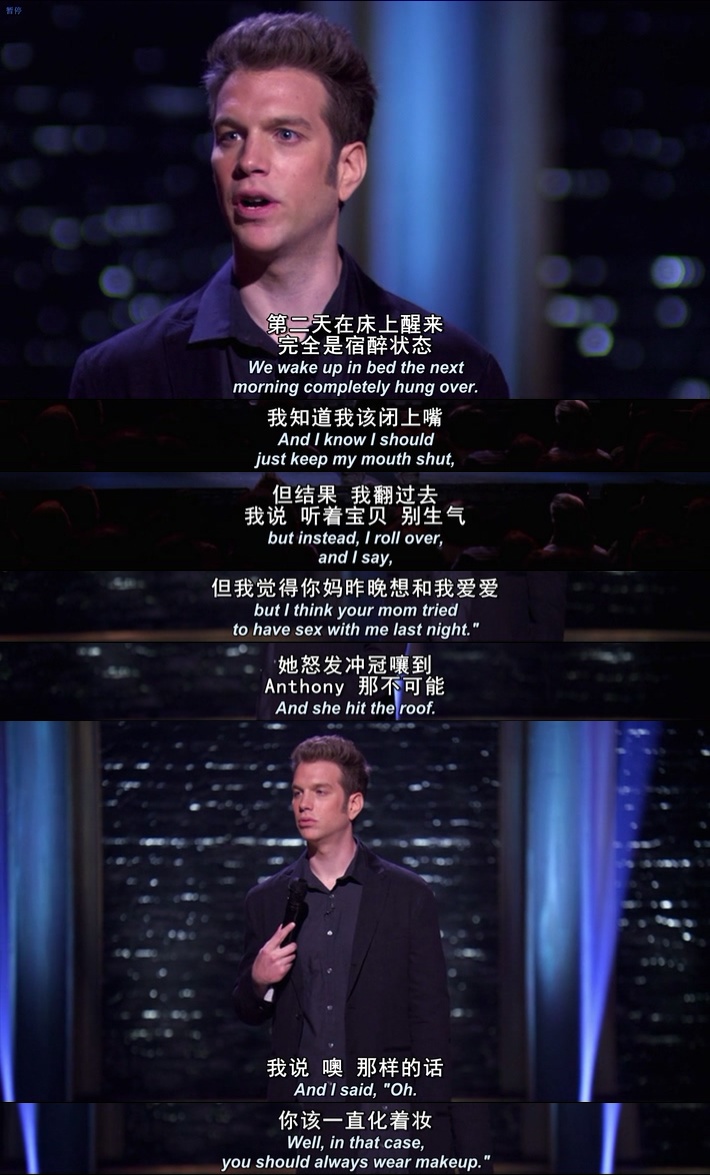 暂停
第二天在床上醒来
完全是宿醉状态
We wake up in bed the next
morning completely hung over.
我知道我该闭上嘴
And I know I should
just keep my mouth shut,
但结果 我翻过去
我说 听着宝贝 别生气
but instead, I roll over,
and I say,
但我觉得你妈昨晚想和我爱爱
but I think your mom tried
to have sex with me last night."
她怒发冲冠嚷到
Anthony 那不可能
And she hit the roof.
我说 噢 那样的话
And I said, "Oh.
你该一直化着妆
Well, in that case,
you should always wear makeup."